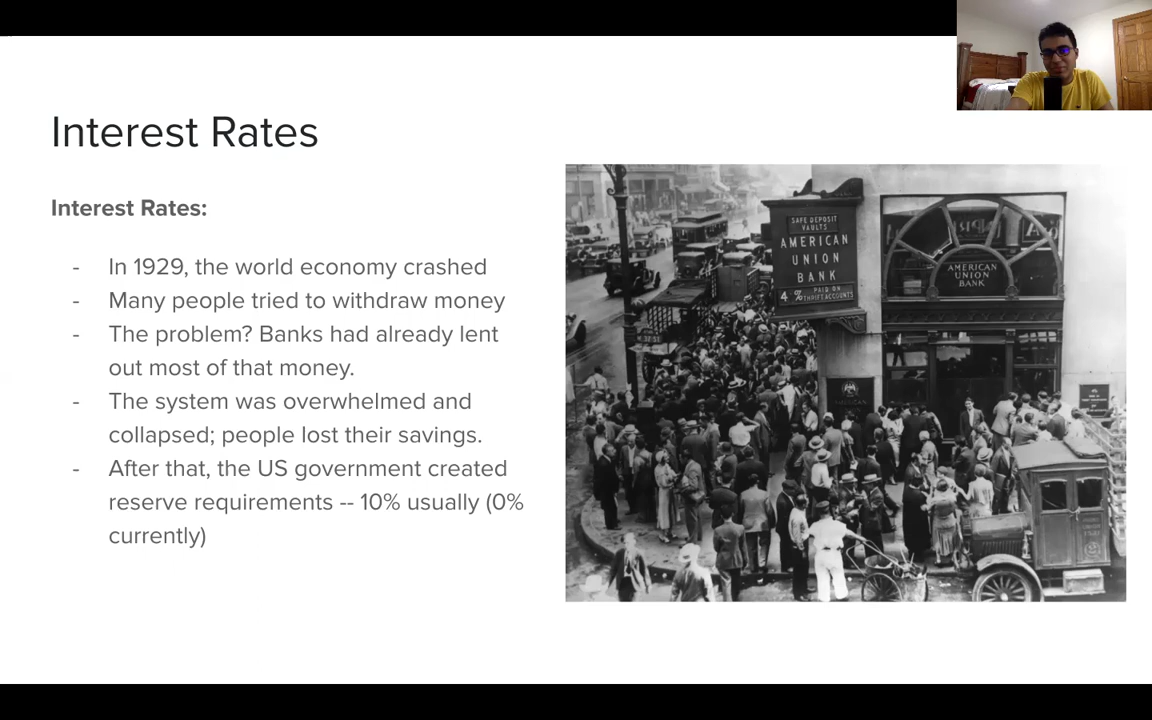 Interest Rates
Interest Rates:
- In 1929, the world economy crashed
- Many people tried to withdraw money
- The problem? Banks had already lent
out most of that money.
- The system was overwhelmed and
collapsed; people lost their savings.
- After that, the US government created
reserve requirements -- 10% usually (0%
currently)
SAFE DEPOSIT
VAULTS
AMERICAN
UNION
BANK
4% PAID ON
THRIFT ACCOUNTS
AMERICAN
UNION
BANK